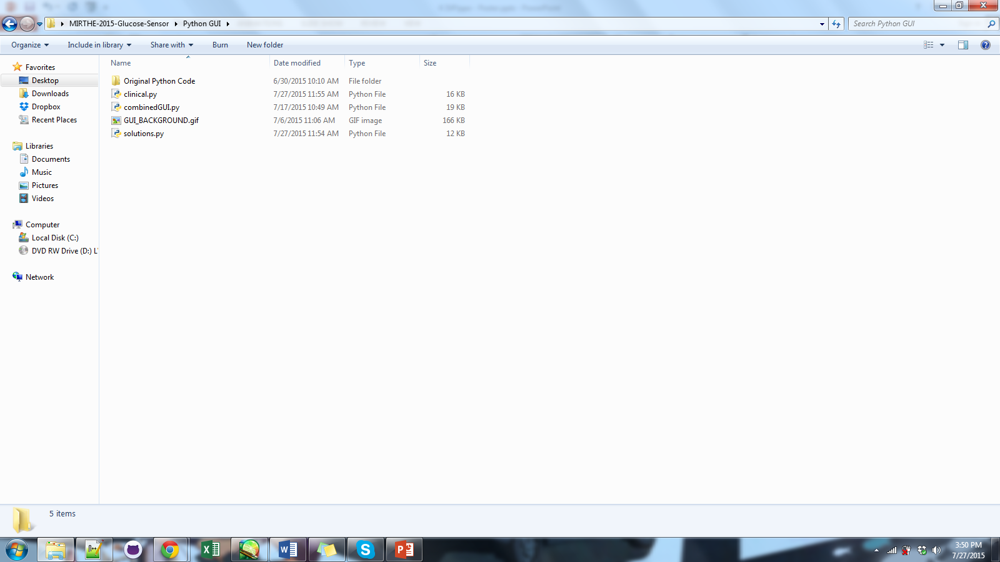 MIRTHE-2015-Glucose-Sensor Python GUI Search Python GUI
Organize Include in library Share with Burn New folder
Name Date modified Type Size
Original Python Code 6/30/2015 10:10 AM File folder
clinical.py 7/27/2015 11:55 AM Python File 16 KB
combinedGUI.py 7/17/2015 10:49 AM Python File 19 KB
GUI_BACKGROUND.gif 7/6/2015 11:06 AM GIF image 166 KB
solutions.py 7/27/2015 11:54 AM Python File 12 KB
Favorites
Desktop
Downloads
Dropbox
Recent Places
Libraries
Documents
Music
Pictures
Videos
Computer
Local Disk (C:)
DVD RW Drive (D:) L
Network
5 items
3:50 PM
7/27/2015